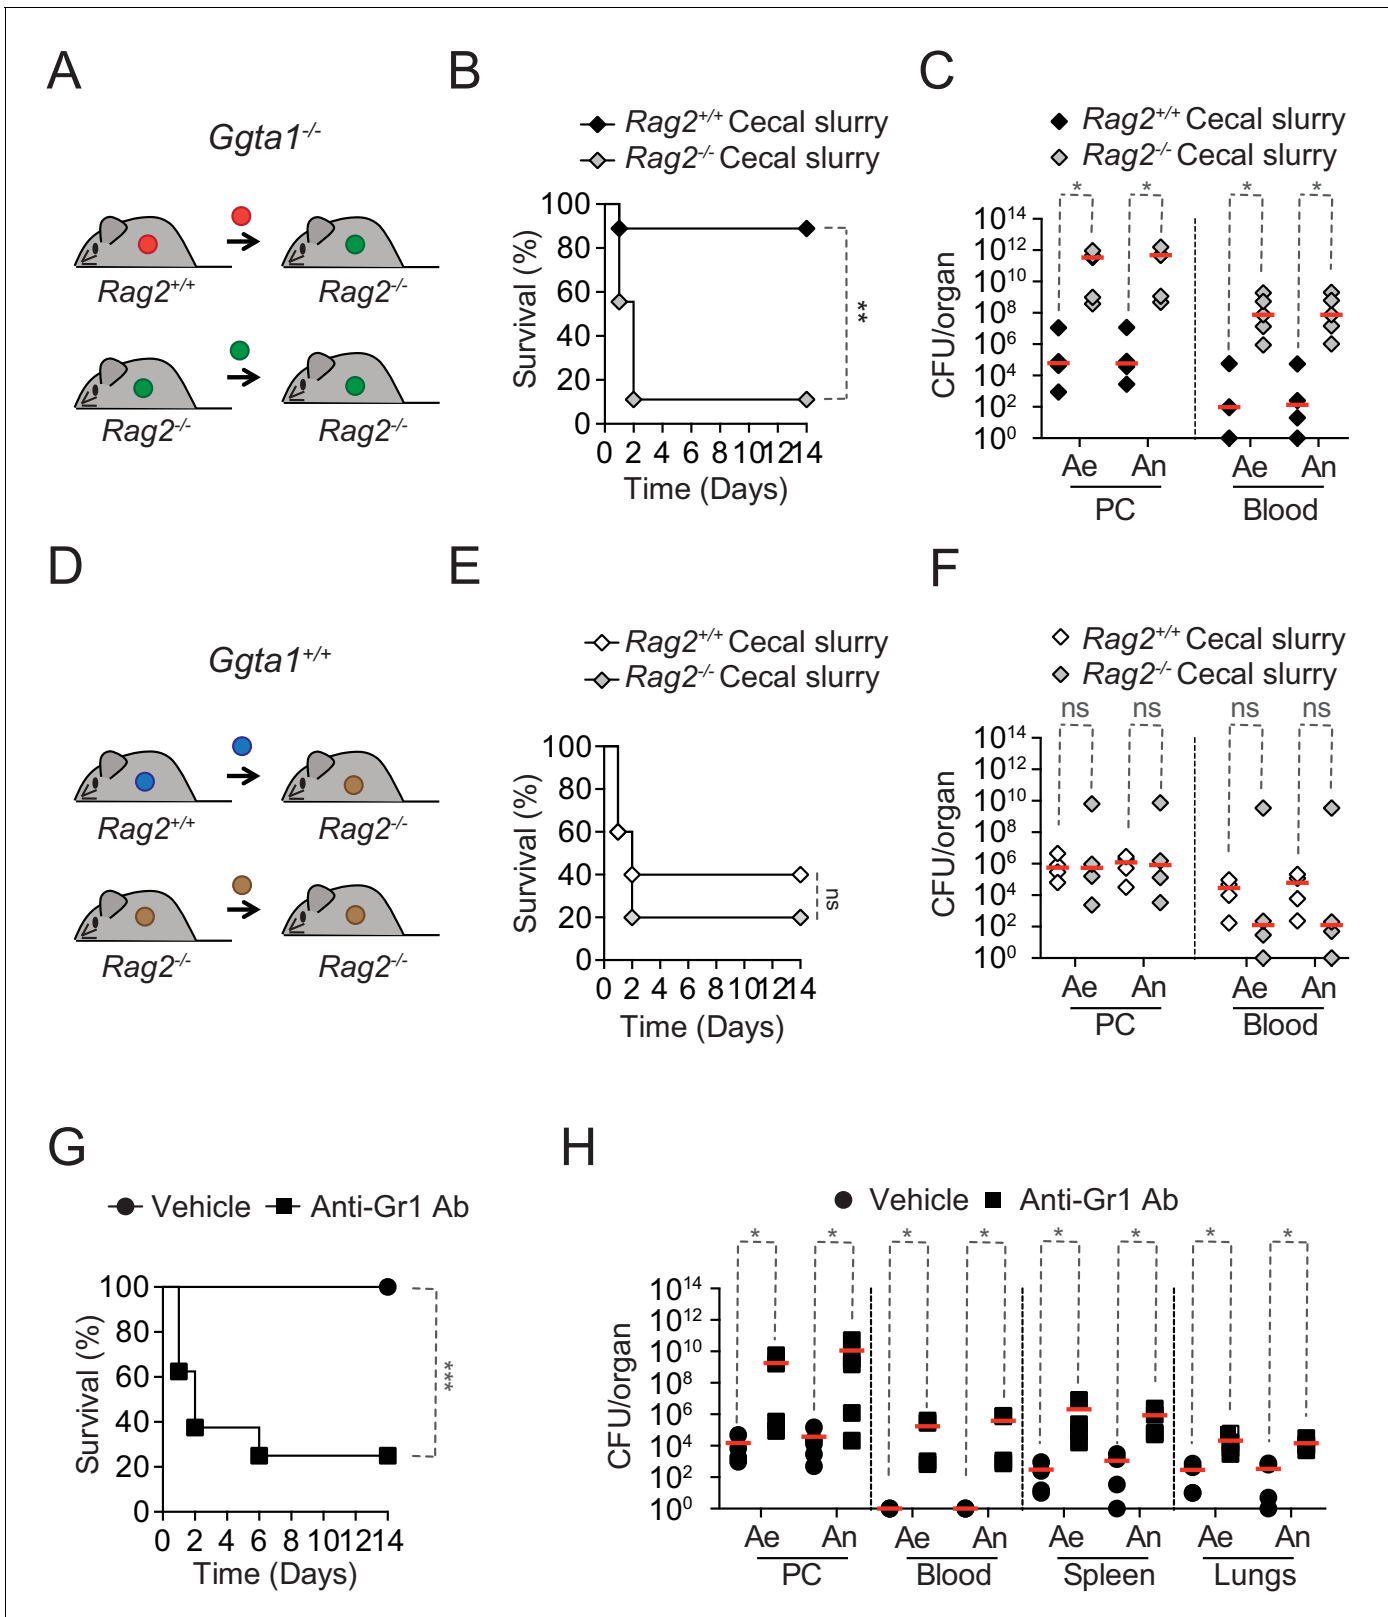 A
Ggta1-/-
Rag2+/+
Rag2-/-
Rag2-/-
Rag2-/-
B
Rag2+/+ Cecal slurry
Rag2-/- Cecal slurry
Survival (%)
100
80
60
40
20
0
0 2 4 6 8 10 12 14
Time (Days)
**
C
Rag2+/+ Cecal slurry
Rag2-/- Cecal slurry
* * * *
CFU/organ
10^14
10^12
10^10
10^8
10^6
10^4
10^2
10^0
Ae An Ae An
PC Blood
D
Ggta1+/+
Rag2+/+
Rag2-/-
Rag2-/-
Rag2-/-
E
Rag2+/+ Cecal slurry
Rag2-/- Cecal slurry
Survival (%)
100
80
60
40
20
0
0 2 4 6 8 10 12 14
Time (Days)
ns
F
Rag2+/+ Cecal slurry
Rag2-/- Cecal slurry
ns ns ns ns
CFU/organ
10^14
10^12
10^10
10^8
10^6
10^4
10^2
10^0
Ae An Ae An
PC Blood
G
Vehicle Anti-Gr1 Ab
Survival (%)
100
80
60
40
20
0
0 2 4 6 8 10 12 14
Time (Days)
***
H
Vehicle Anti-Gr1 Ab
* * * * * * * *
CFU/organ
10^14
10^12
10^10
10^8
10^6
10^4
10^2
10^0
Ae An Ae An Ae An Ae An
PC Blood Spleen Lungs